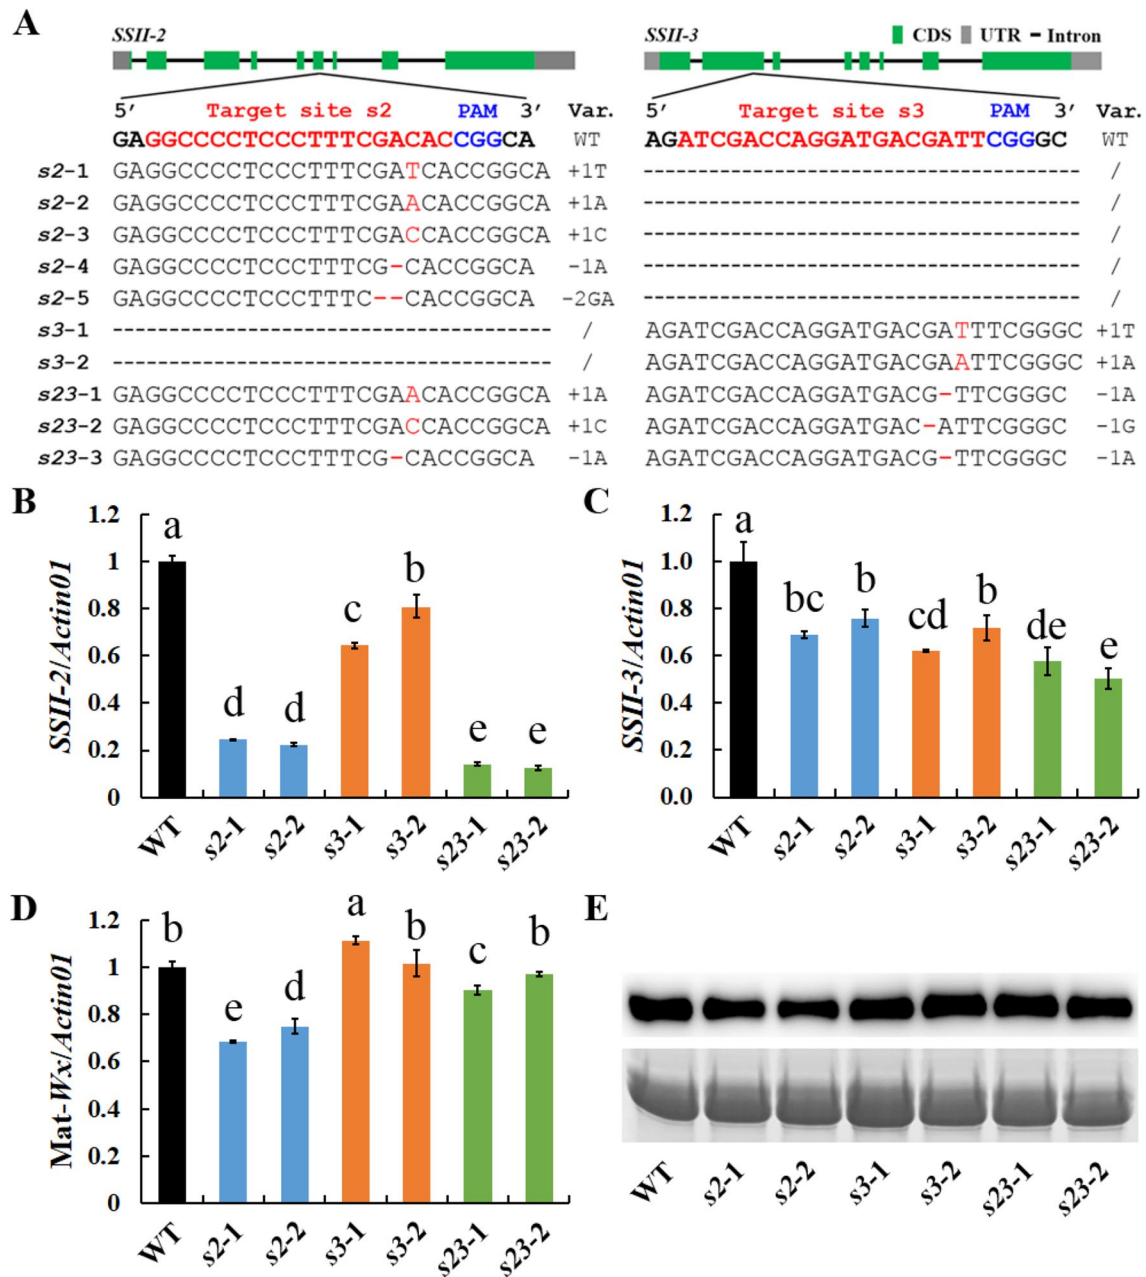 A
SSII-2
SSII-3
CDS UTR Intron
5′ Target site s2 PAM 3′ Var.
5′ Target site s3 PAM 3′ Var.
GAGGCCCCTCCCTTTCGACACCGGCA WT
AGATCGACCAGGATGACGATTCGGGC WT
s2-1 GAGGCCCCTCCCTTTCGATCACCGGCA +1T -------------------------- /
s2-2 GAGGCCCCTCCCTTTCGAACACCGGCA +1A -------------------------- /
s2-3 GAGGCCCCTCCCTTTCGACCACCGGCA +1C -------------------------- /
s2-4 GAGGCCCCTCCCTTTCG-CACCGGCA -1A -------------------------- /
s2-5 GAGGCCCCTCCCTTTC--CACCGGCA -2GA -------------------------- /
s3-1 --------------------------- / AGATCGACCAGGATGACGATTTCGGGC +1T
s3-2 --------------------------- / AGATCGACCAGGATGACGAATTCGGGC +1A
s23-1 GAGGCCCCTCCCTTTCGAACACCGGCA +1A AGATCGACCAGGATGACG-TTCGGGC -1A
s23-2 GAGGCCCCTCCCTTTCGACCACCGGCA +1C AGATCGACCAGGATGAC-ATTCGGGC -1G
s23-3 GAGGCCCCTCCCTTTCG-CACCGGCA -1A AGATCGACCAGGATGACG-TTCGGGC -1A
B
SSII-2/Actin01
1.2
1
0.8
0.6
0.4
0.2
0
a d d c b e e
WT s2-1 s2-2 s3-1 s3-2 s23-1 s23-2
C
SSII-3/Actin01
1.2
1.0
0.8
0.6
0.4
0.2
0.0
a bc b cd b de e
WT s2-1 s2-2 s3-1 s3-2 s23-1 s23-2
D
Mat-Wx/Actin01
1.2
1
0.8
0.6
0.4
0.2
0
b e d a b c b
WT s2-1 s2-2 s3-1 s3-2 s23-1 s23-2
E
WT s2-1 s2-2 s3-1 s3-2 s23-1 s23-2